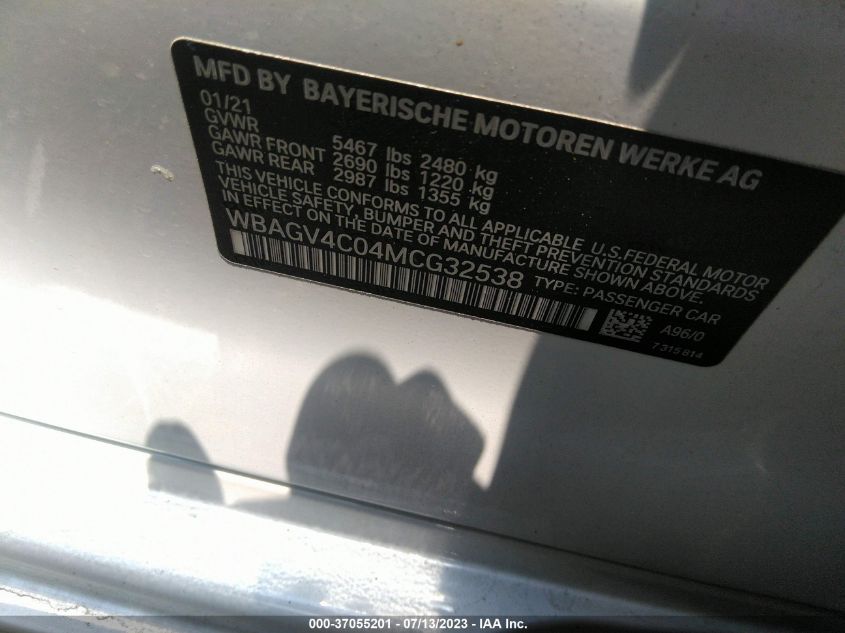 MFD BY BAYERISCHE MOTOREN WERKE AG
01/21
GVWR 5467 lbs 2480 kg
GAWR FRONT 2690 lbs 1220 kg
GAWR REAR 2987 lbs 1355 kg
THIS VEHICLE CONFORMS TO ALL APPLICABLE U.S.FEDERAL MOTOR
VEHICLE SAFETY, BUMPER AND THEFT PREVENTION STANDARDS
IN EFFECT ON THE DATE OF MANUFACTURE SHOWN ABOVE.
WBAGV4C04MCG32538 TYPE: PASSENGER CAR
A96/0
7315814
000-37055201 - 07/13/2023 - IAA Inc.